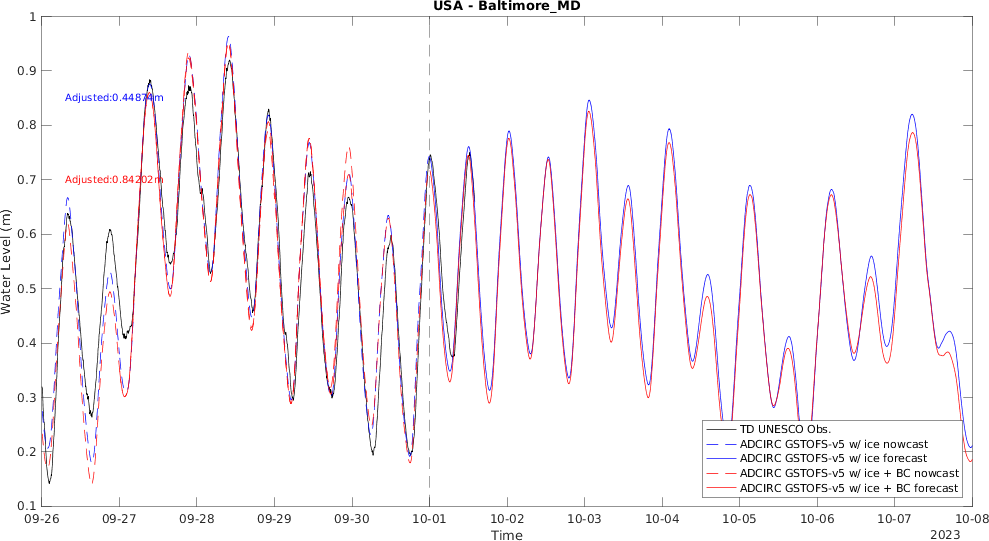 USA - Baltimore_MD
1
0.9
0.8
0.7
0.6
0.5
0.4
0.3
0.2
0.1
Water Level (m)
Adjusted:0.44874m
Adjusted:0.84202m
TD UNESCO Obs.
ADCIRC GSTOFS-v5 w/ ice nowcast
ADCIRC GSTOFS-v5 w/ ice forecast
ADCIRC GSTOFS-v5 w/ ice + BC nowcast
ADCIRC GSTOFS-v5 w/ ice + BC forecast
09-26 09-27 09-28 09-29 09-30 10-01 10-02 10-03 10-04 10-05 10-06 10-07 10-08
Time
2023